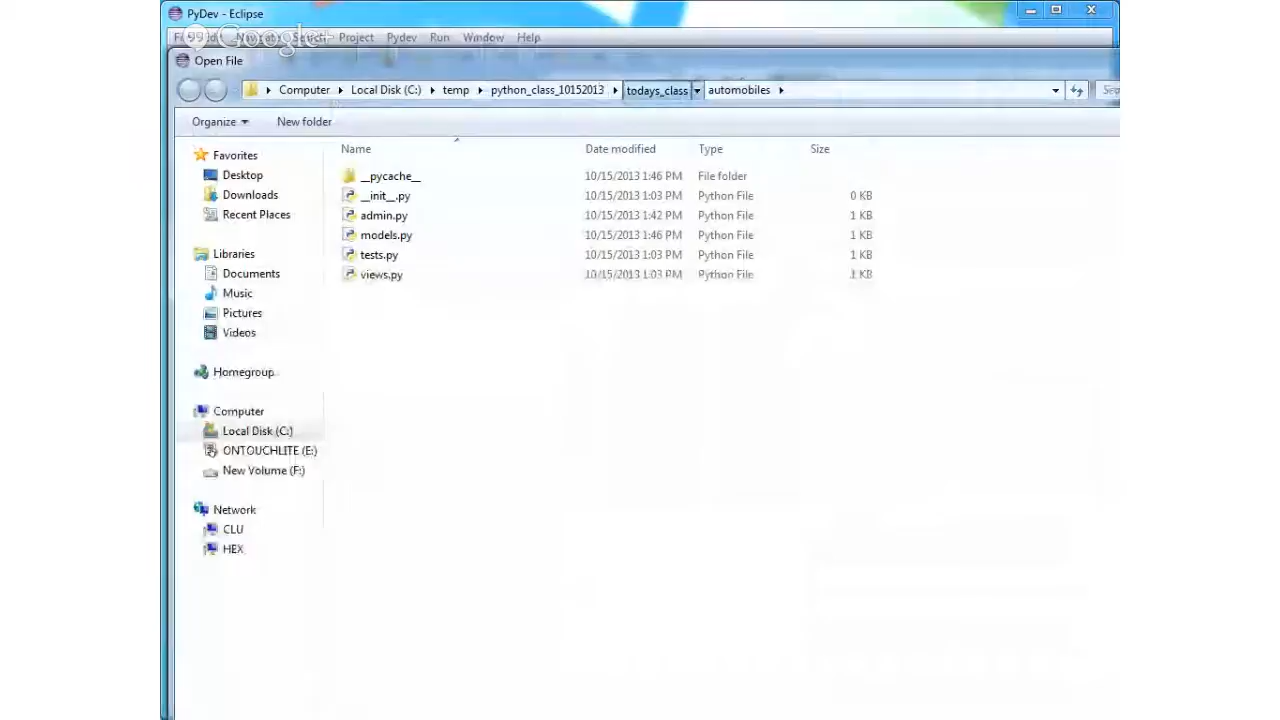 PyDev - Eclipse
Project Pydev Run Window Help
Google
Open File
Computer Local Disk (C:) temp python_class_10152013 todays_class automobiles
Organize New folder
Name Date modified Type Size
Favorites
Desktop
Downloads
Recent Places
Libraries
Documents
Music
Pictures
Videos
Homegroup
Computer
Local Disk (C:)
ONTOUCHLITE (E:)
New Volume (F:)
Network
CLU
HEX
__pycache__ 10/15/2013 1:46 PM File folder
__init__.py 10/15/2013 1:03 PM Python File 0 KB
admin.py 10/15/2013 1:42 PM Python File 1 KB
models.py 10/15/2013 1:46 PM Python File 1 KB
tests.py 10/15/2013 1:03 PM Python File 1 KB
views.py 10/15/2013 1:03 PM Python File 1 KB